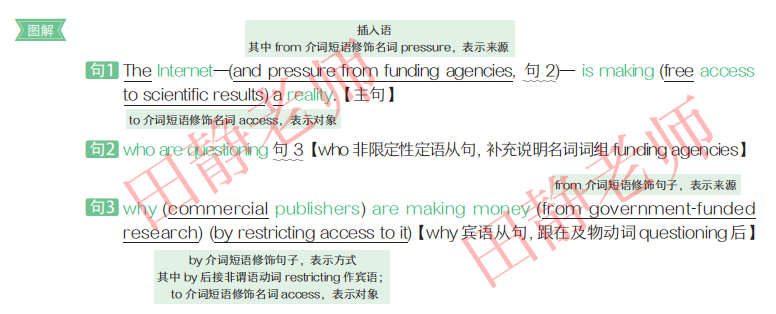 图解
插入语
其中 from 介词短语修饰名词 pressure，表示来源
句1 The Internet—(and pressure from funding agencies, 句 2)— is making (free access
to scientific results) a reality.【主句】
to 介词短语修饰名词 access，表示对象
句2 who are questioning 句 3【who 非限定性定语从句，补充说明名词词组 funding agencies】
from 介词短语修饰句子，表示来源
句3 why (commercial publishers) are making money (from government-funded
research) (by restricting access to it)【why 宾语从句，跟在及物动词 questioning 后】
by 介词短语修饰句子，表示方式
其中 by 后接非谓语动词 restricting 作宾语；
to 介词短语修饰名词 access，表示对象
田静老师
田静老师